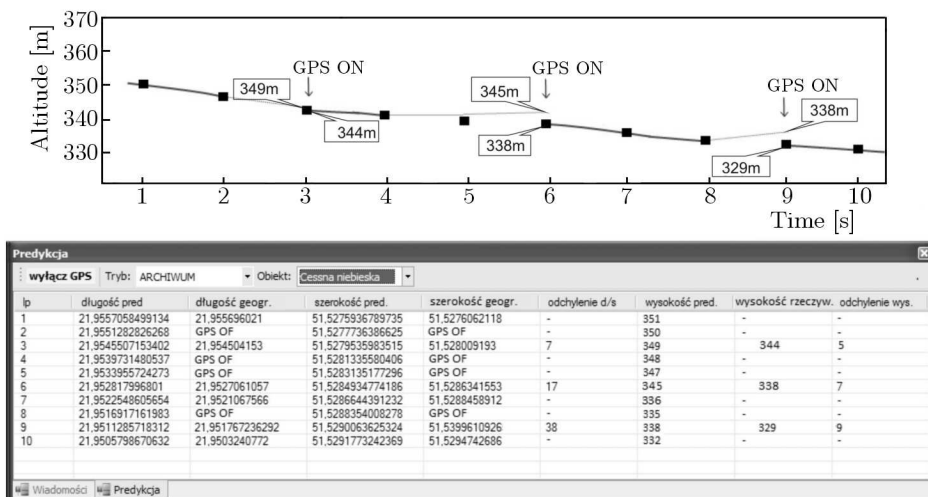 370
350
340
330
Altitude [m]
GPS ON
GPS ON
GPS ON
349m
344m
345m
338m
338m
329m
1 2 3 4 5 6 7 8 9 10
Time [s]
Predykcja
wyłącz GPS Tryb: ARCHIWUM Obiekt: Cessna niebieska
lp długość pred długość geogr. szerokość pred. szerokość geogr. odchylenie d/s wysokość pred. wysokość rzeczyw. odchylenie wys.
1 21,9557058499134 21,955696021 51,5275936789735 51,5276062118 - 351 - -
2 21,9551282826268 GPS OF 51,5277736386625 GPS OF - 350 - -
3 21,9545507153402 21,954504153 51,5279535983515 51,528009193 7 349 344 5
4 21,9539731480537 GPS OF 51,5281335580406 GPS OF - 348 - -
5 21,9533955724273 GPS OF 51,5283135177296 GPS OF - 347 - -
6 21,952817996801 21,9527061057 51,5284934774186 51,5286341553 17 345 338 7
7 21,9522548605654 21,9521067566 51,5286644391232 51,5288458912 - 336 - -
8 21,9516917161983 GPS OF 51,5288354008278 GPS OF - 335 - -
9 21,9511285718312 21,951767236292 51,5290063625324 51,5399610926 38 338 329 9
10 21,9505798670632 21,9503240772 51,5291773242369 51,5294742686 - 332 - -
Wiadomości Predykcja